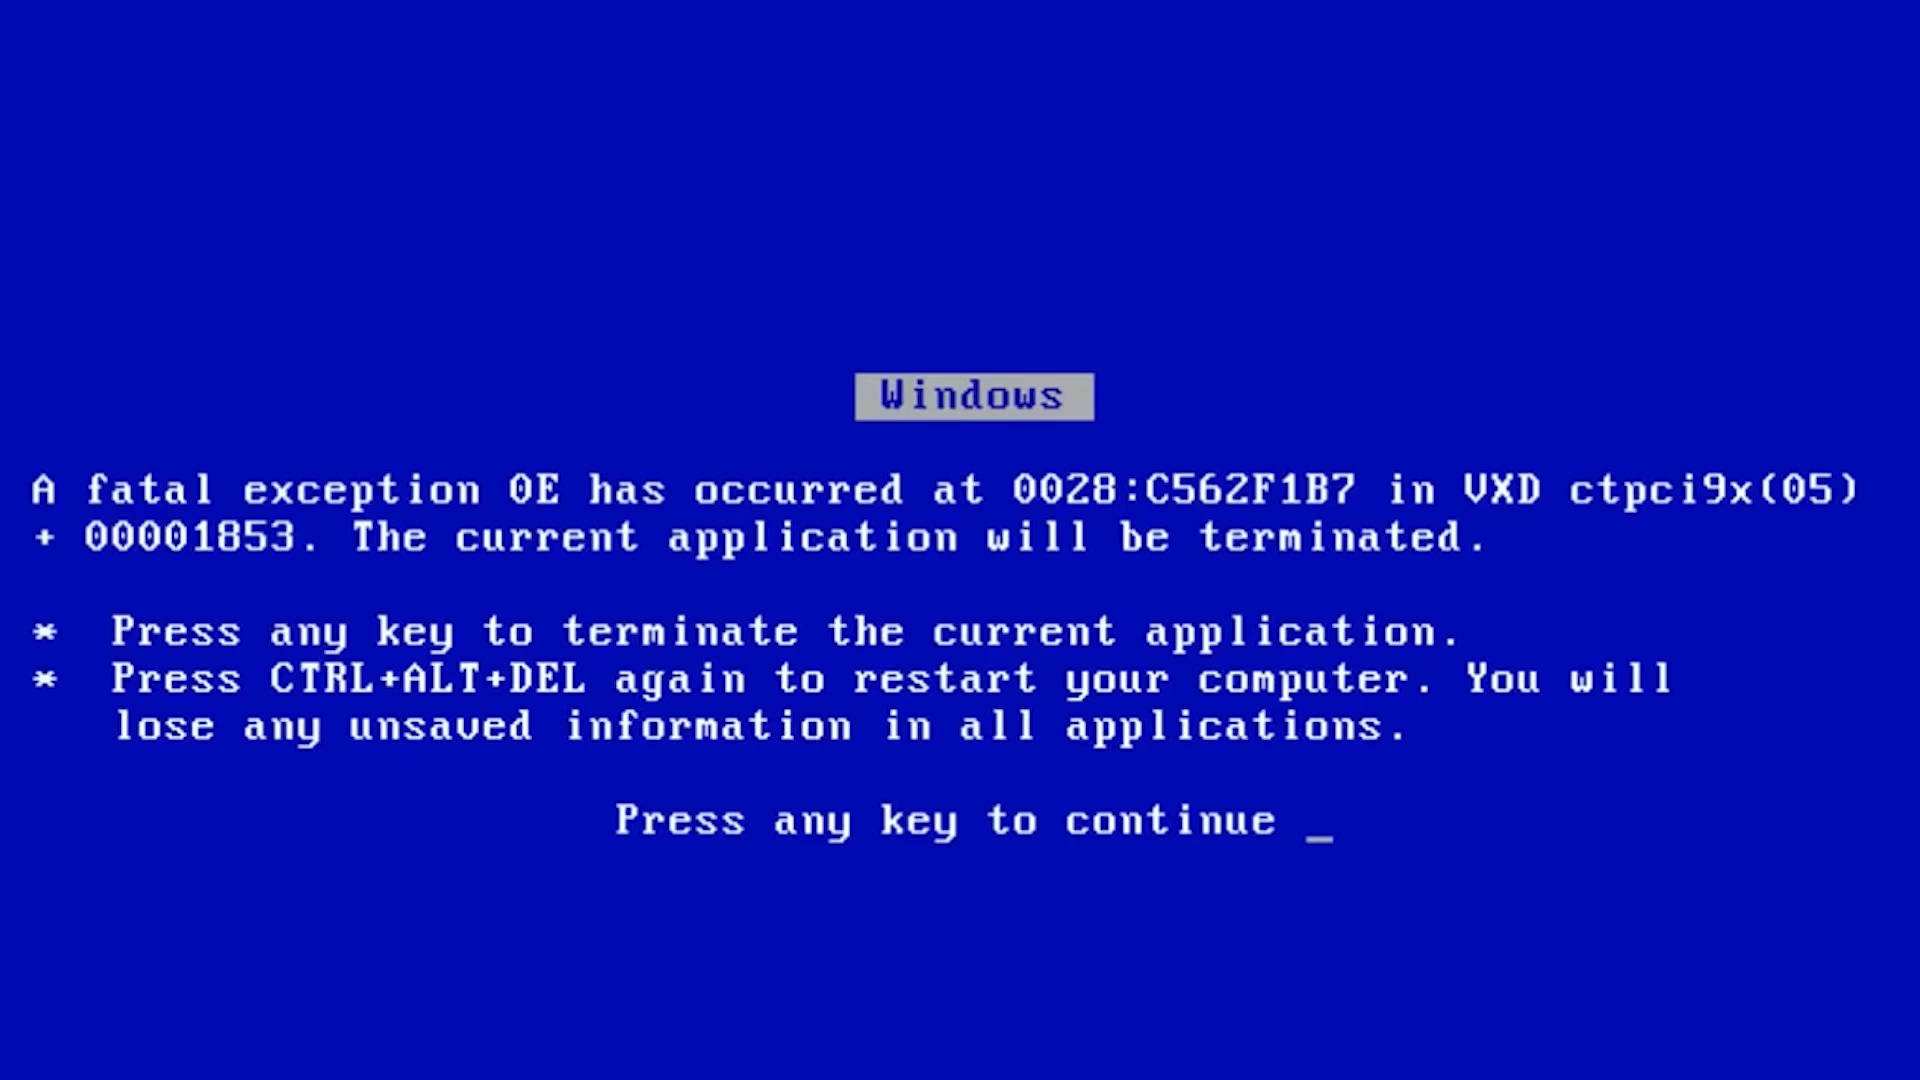 Windows
A fatal exception 0E has occurred at 0028:C562F1B7 in VXD ctpci9x(05)
+ 00001853. The current application will be terminated.
* Press any key to terminate the current application.
* Press CTRL+ALT+DEL again to restart your computer. You will
lose any unsaved information in all applications.
Press any key to continue _